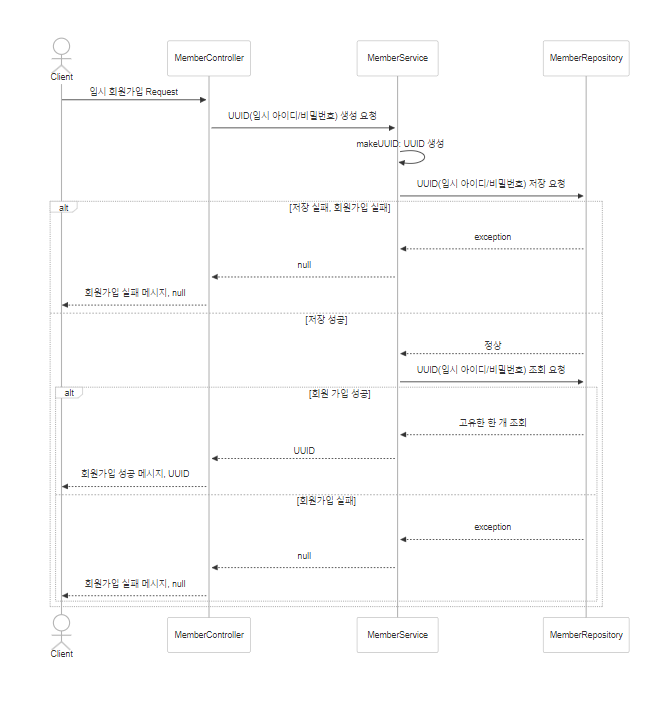 Client
MemberController
MemberService
MemberRepository
임시 회원가입 Request
UUID(임시 아이디/비밀번호) 생성 요청
makeUUID: UUID 생성
UUID(임시 아이디/비밀번호) 저장 요청
alt
[저장 실패, 회원가입 실패]
exception
null
회원가입 실패 메시지, null
[저장 성공]
정상
UUID(임시 아이디/비밀번호) 조회 요청
alt
[회원 가입 성공]
고유한 한 개 조회
UUID
회원가입 성공 메시지, UUID
[회원가입 실패]
exception
null
회원가입 실패 메시지, null
Client
MemberController
MemberService
MemberRepository